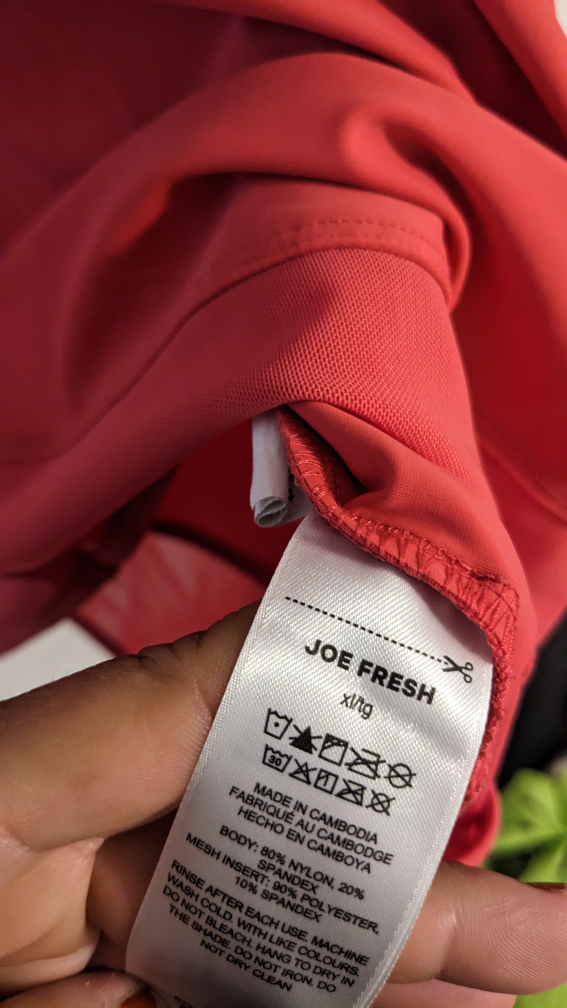 JOE FRESH
xl/tg
30
MADE IN CAMBODIA
FABRIQUÉ AU CAMBODGE
HECHO EN CAMBOYA
BODY: 80% NYLON, 20%
SPANDEX
MESH INSERT: 90% POLYESTER,
10% SPANDEX
RINSE AFTER EACH USE. MACHINE
WASH COLD. WITH LIKE COLOURS.
DO NOT BLEACH. HANG TO DRY IN
THE SHADE. DO NOT IRON. DO
NOT DRY CLEAN